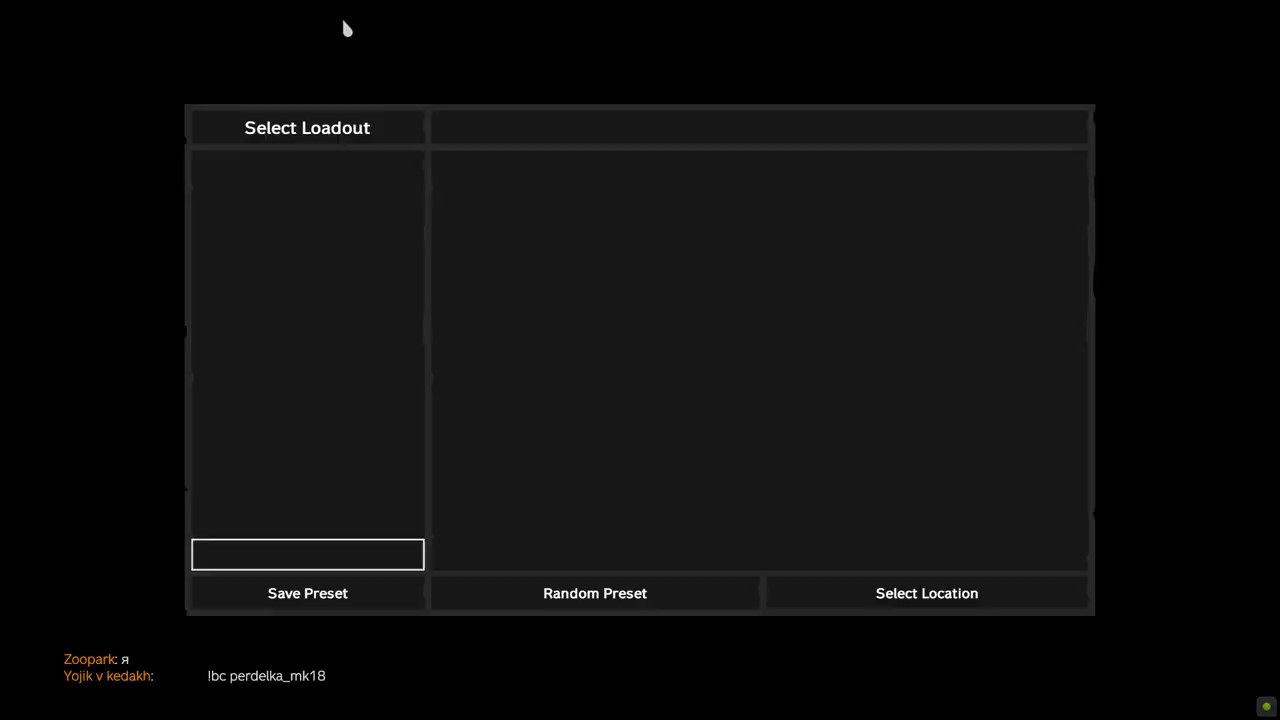 Select Loadout
Save Preset
Random Preset
Select Location
Zoopark: я
Yojik v kedakh: !bc perdelka_mk18